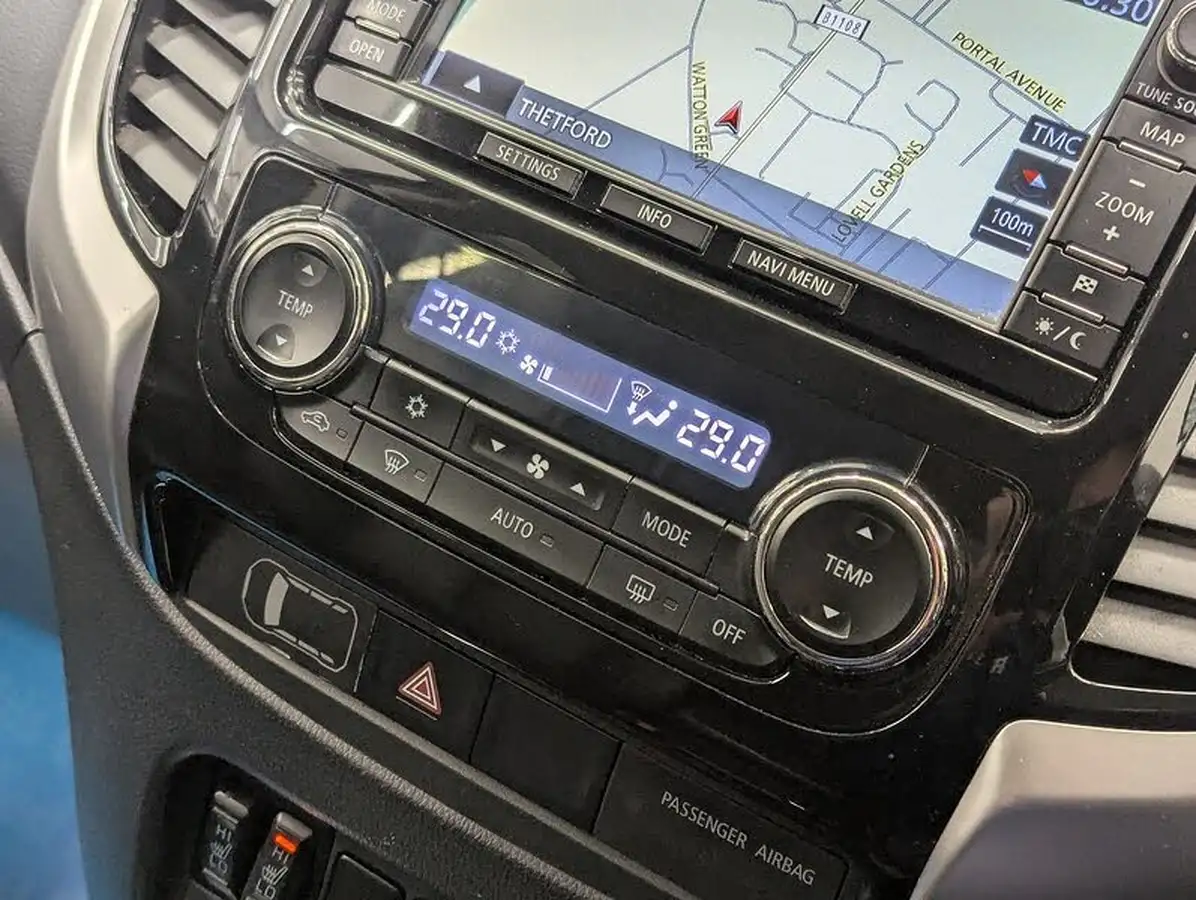 MODE
OPEN
B1108
PORTAL AVENUE
TUNE
MAP
WATTON GREEN
THETFORD
TMC
LOVELL GARDENS
- ZOOM +
100m
SETTINGS
INFO
NAVI MENU
TEMP
29.0
29.0
AUTO
MODE
TEMP
OFF
PASSENGER AIRBAG
HI
LO
HI
LO